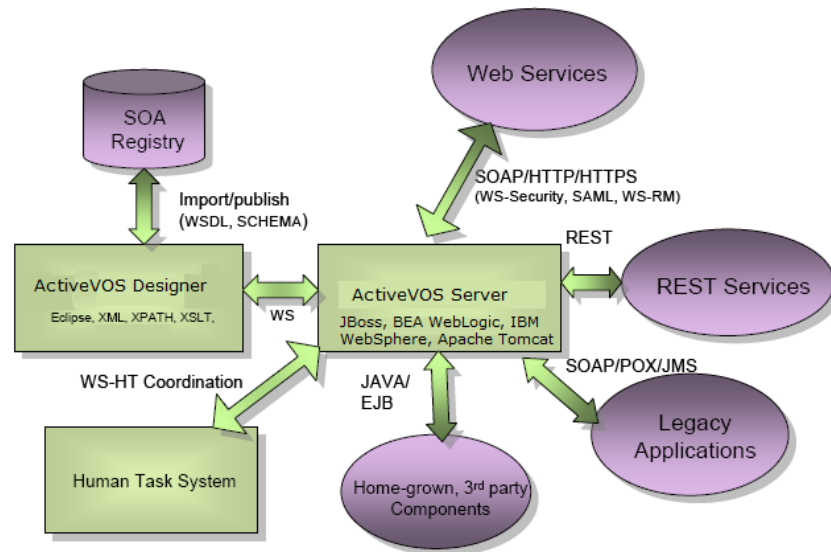 Web Services
SOA
Registry
SOAP/HTTP/HTTPS
(WS-Security, SAML, WS-RM)
Import/publish
(WSDL, SCHEMA)
REST
ActiveVOS Designer
Eclipse, XML, XPATH, XSLT,
WS
ActiveVOS Server
JBoss, BEA WebLogic, IBM
WebSphere, Apache Tomcat
REST Services
WS-HT Coordination
JAVA/
EJB
SOAP/POX/JMS
Legacy
Applications
Human Task System
Home-grown, 3rd party
Components